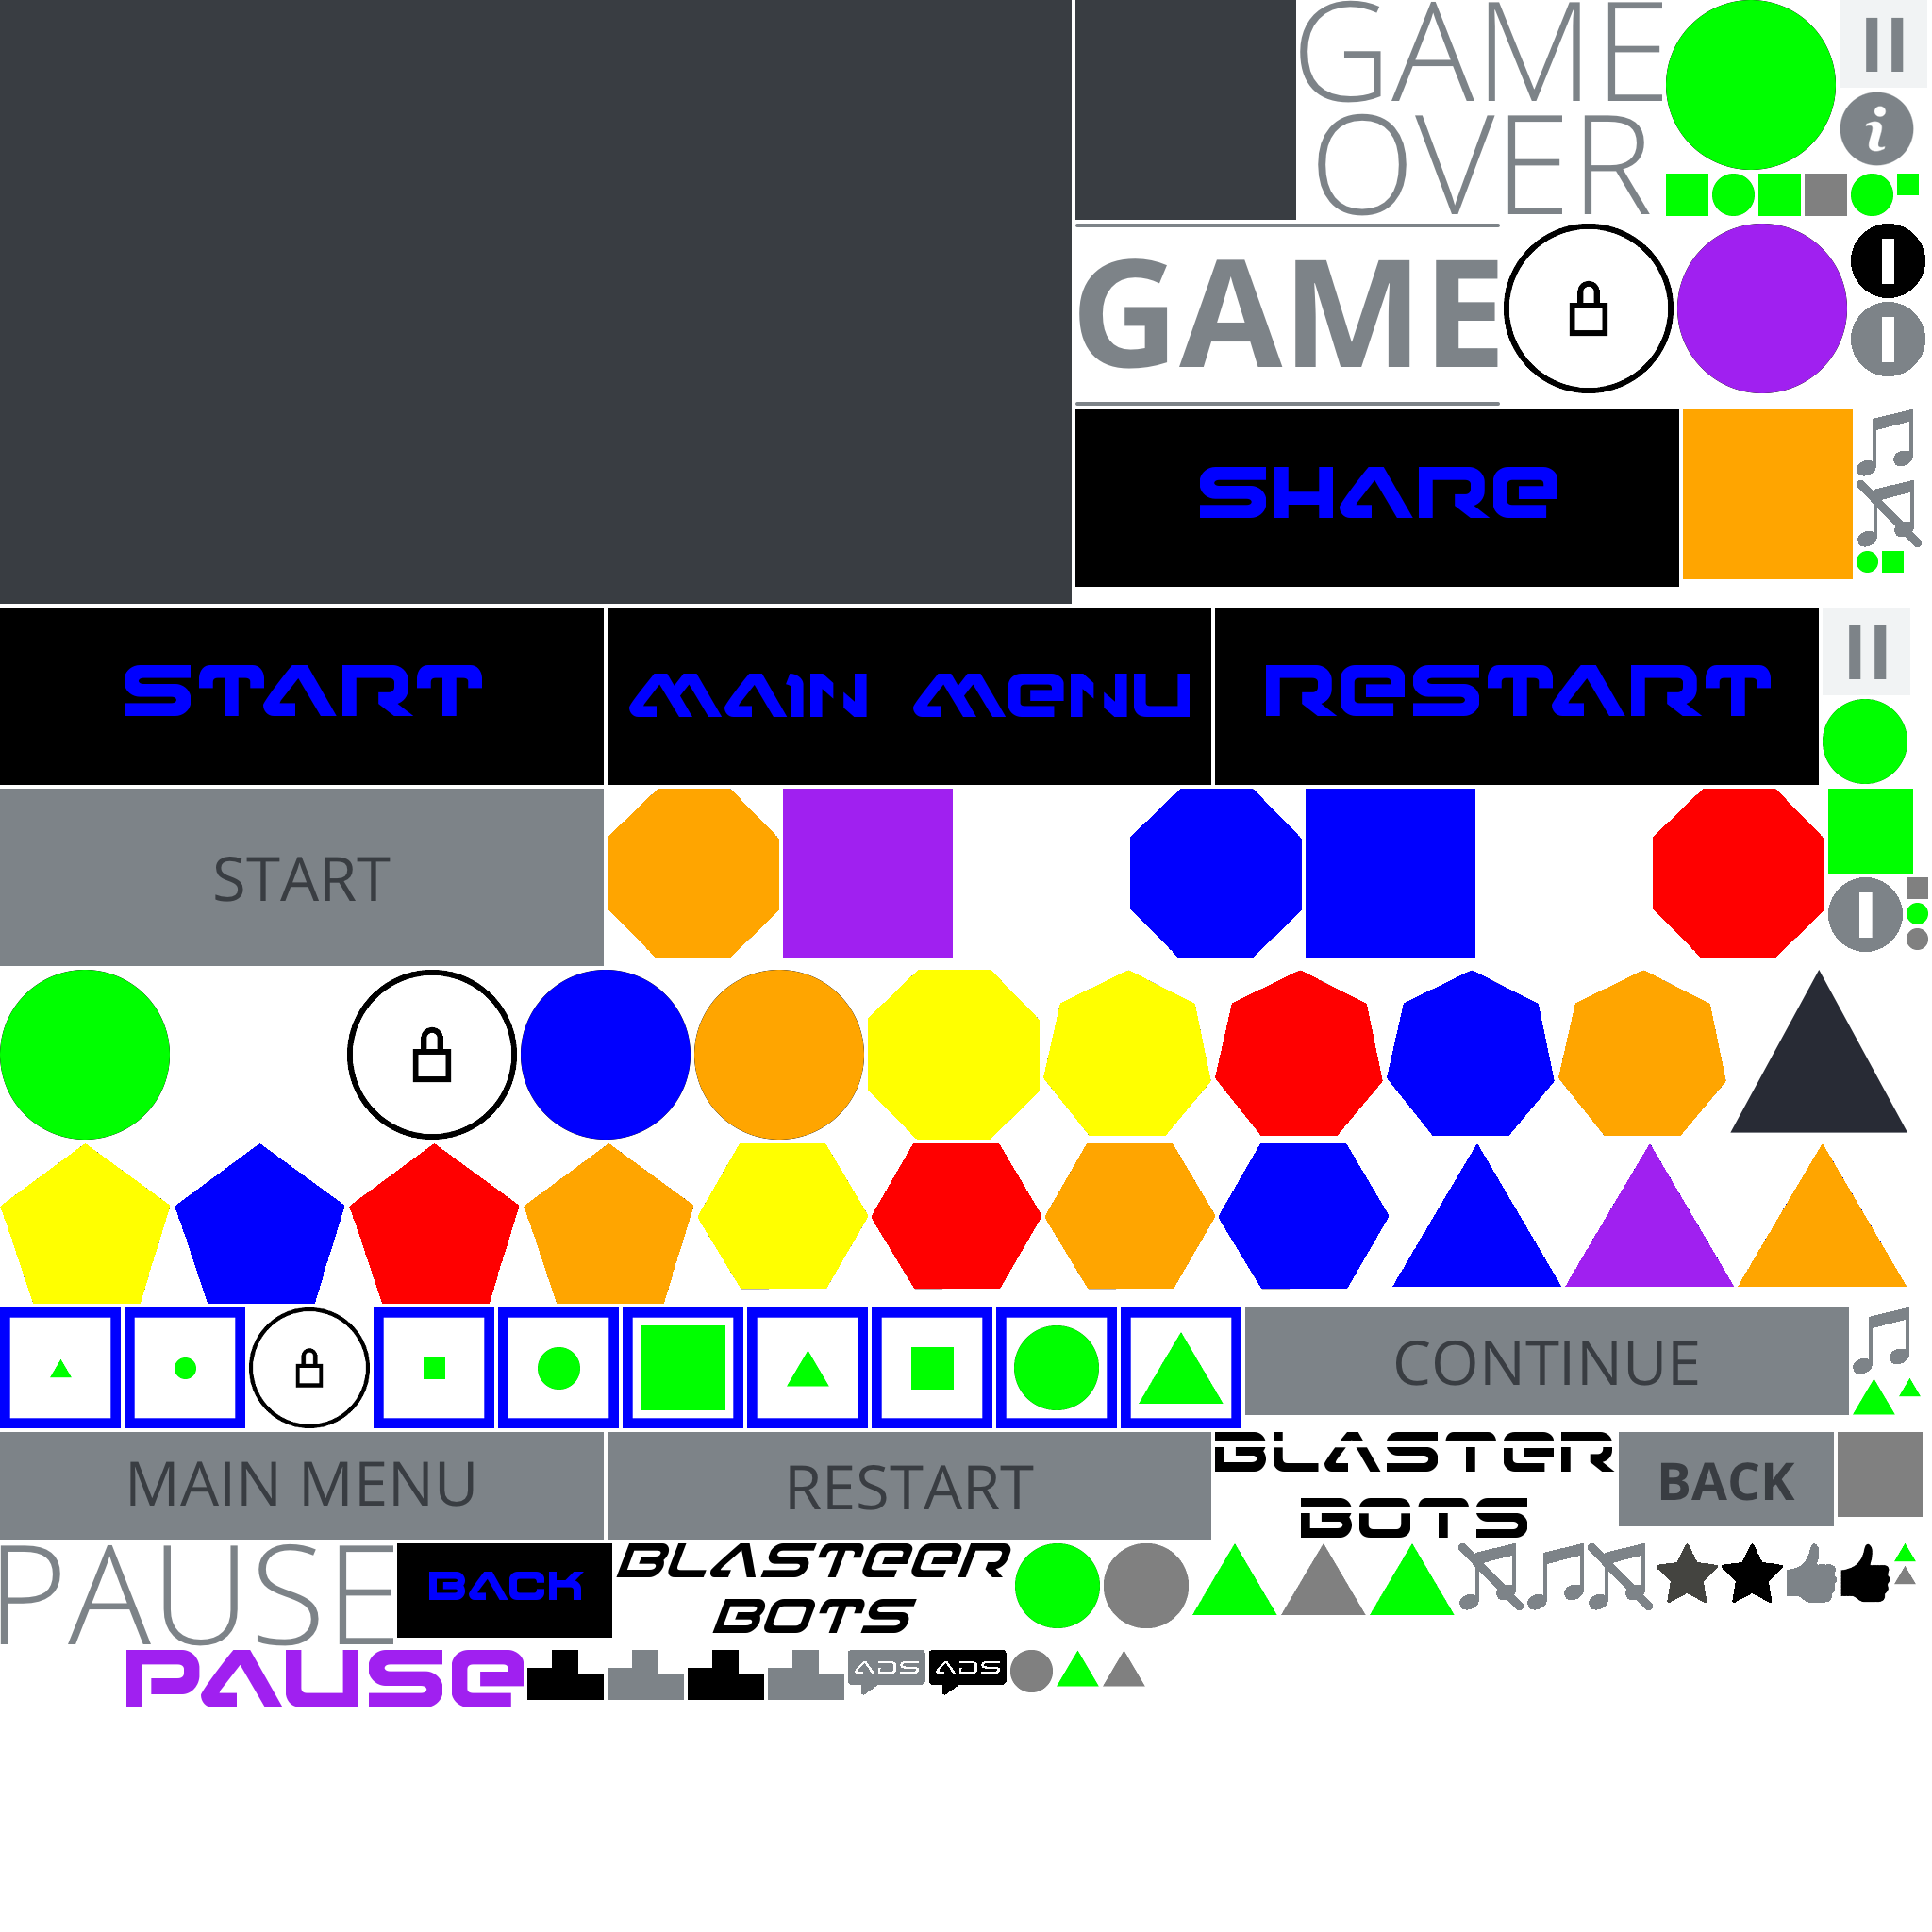 GAME
OVER
i
GAME
SHARE
START
MAIN MENU
RESTART
START
CONTINUE
MAIN MENU
RESTART
BLASTER
BOTS
BACK
PAUSE
BACK
BLASTEER
BOTS
PAUSE
ADS
ADS